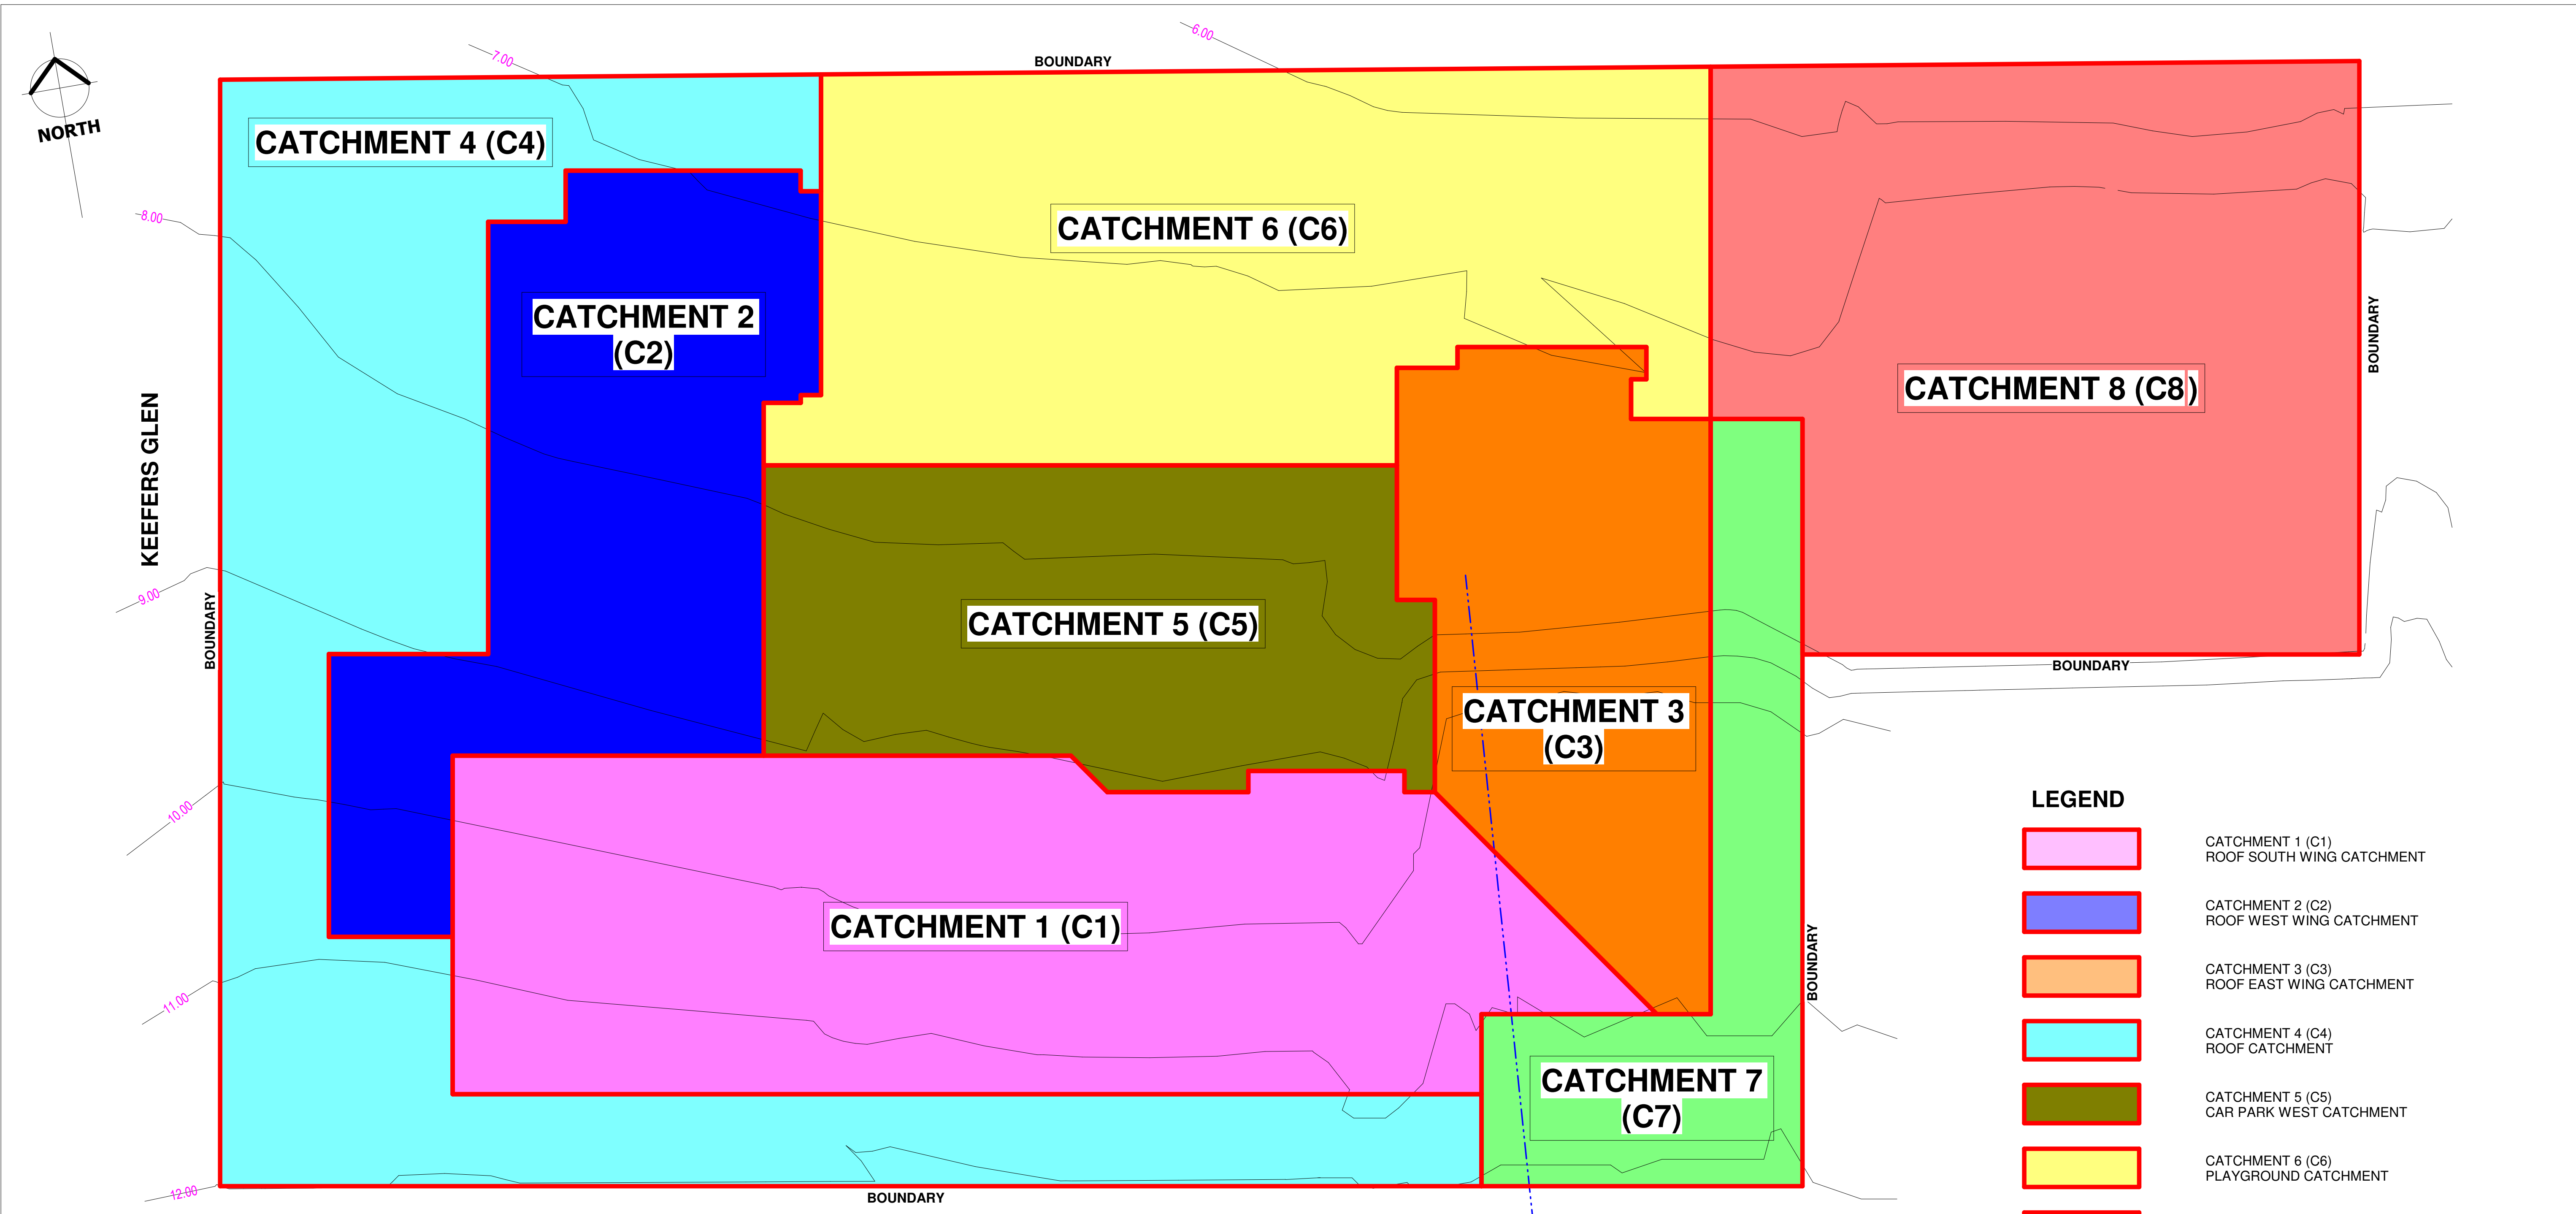 6.00
7.00
BOUNDARY
NORTH
CATCHMENT 4 (C4)
8.00
CATCHMENT 6 (C6)
CATCHMENT 2
(C2)
BOUNDARY
CATCHMENT 8 (C8)
KEEFERS GLEN
9.00
BOUNDARY
CATCHMENT 5 (C5)
BOUNDARY
CATCHMENT 3
(C3)
10.00
CATCHMENT 1 (C1)
BOUNDARY
11.00
CATCHMENT 7
(C7)
12.00
BOUNDARY
LEGEND
CATCHMENT 1 (C1)
ROOF SOUTH WING CATCHMENT
CATCHMENT 2 (C2)
ROOF WEST WING CATCHMENT
CATCHMENT 3 (C3)
ROOF EAST WING CATCHMENT
CATCHMENT 4 (C4)
ROOF CATCHMENT
CATCHMENT 5 (C5)
CAR PARK WEST CATCHMENT
CATCHMENT 6 (C6)
PLAYGROUND CATCHMENT